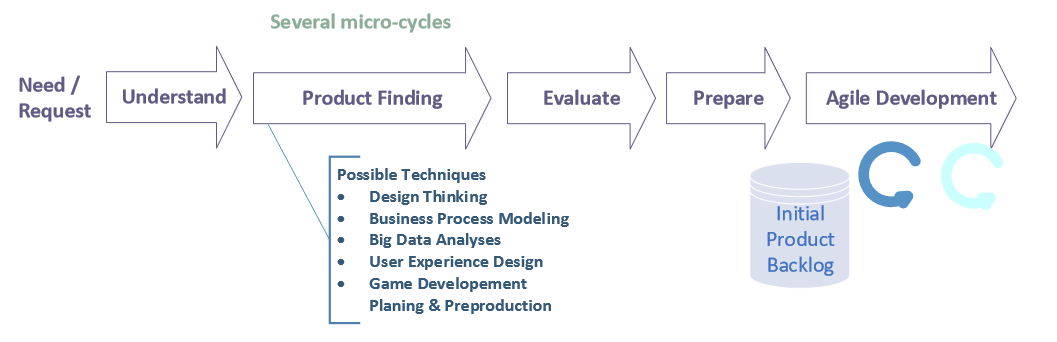 Several micro-cycles
Need /
Request
Understand
Product Finding
Evaluate
Prepare
Agile Development
Possible Techniques
• Design Thinking
• Business Process Modeling
• Big Data Analyses
• User Experience Design
• Game Developement
Planing & Preproduction
Initial
Product
Backlog